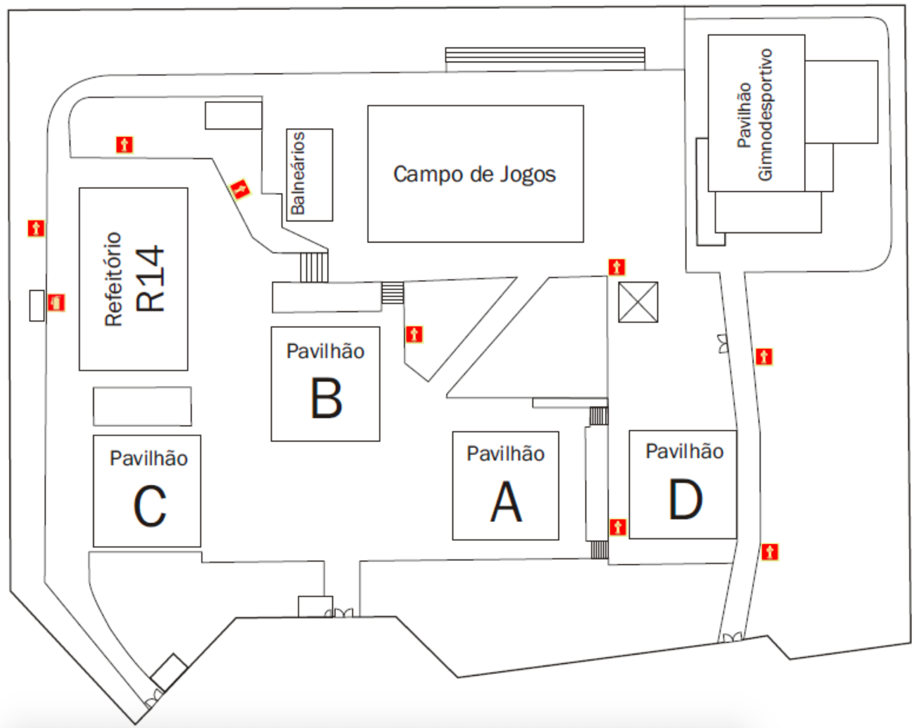 Pavilhão
Gimnodesportivo
Balneários
Campo de Jogos
Refeitório
R14
Pavilhão
B
Pavilhão
C
Pavilhão
A
Pavilhão
D